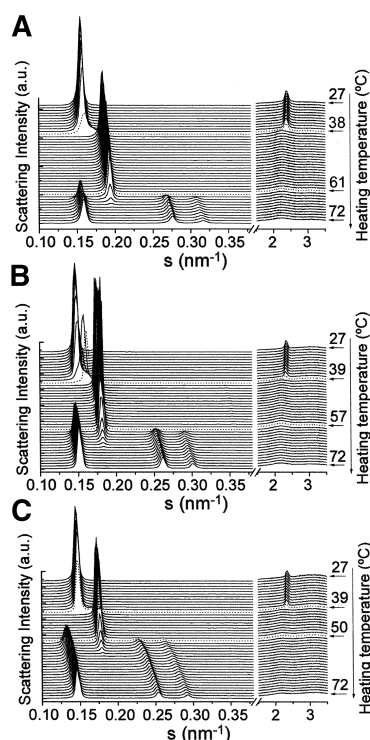 A
Scattering Intensity (a.u.)
27
38
61
72
Heating temperature (ºC)
0.10 0.15 0.20 0.25 0.30 0.35 2 3
s (nm-1)
B
Scattering Intensity (a.u.)
27
39
57
72
Heating temperature (ºC)
0.10 0.15 0.20 0.25 0.30 0.35 2 3
s (nm-1)
C
Scattering Intensity (a.u.)
27
39
50
72
Heating temperature (ºC)
0.10 0.15 0.20 0.25 0.30 0.35 2 3
s (nm-1)